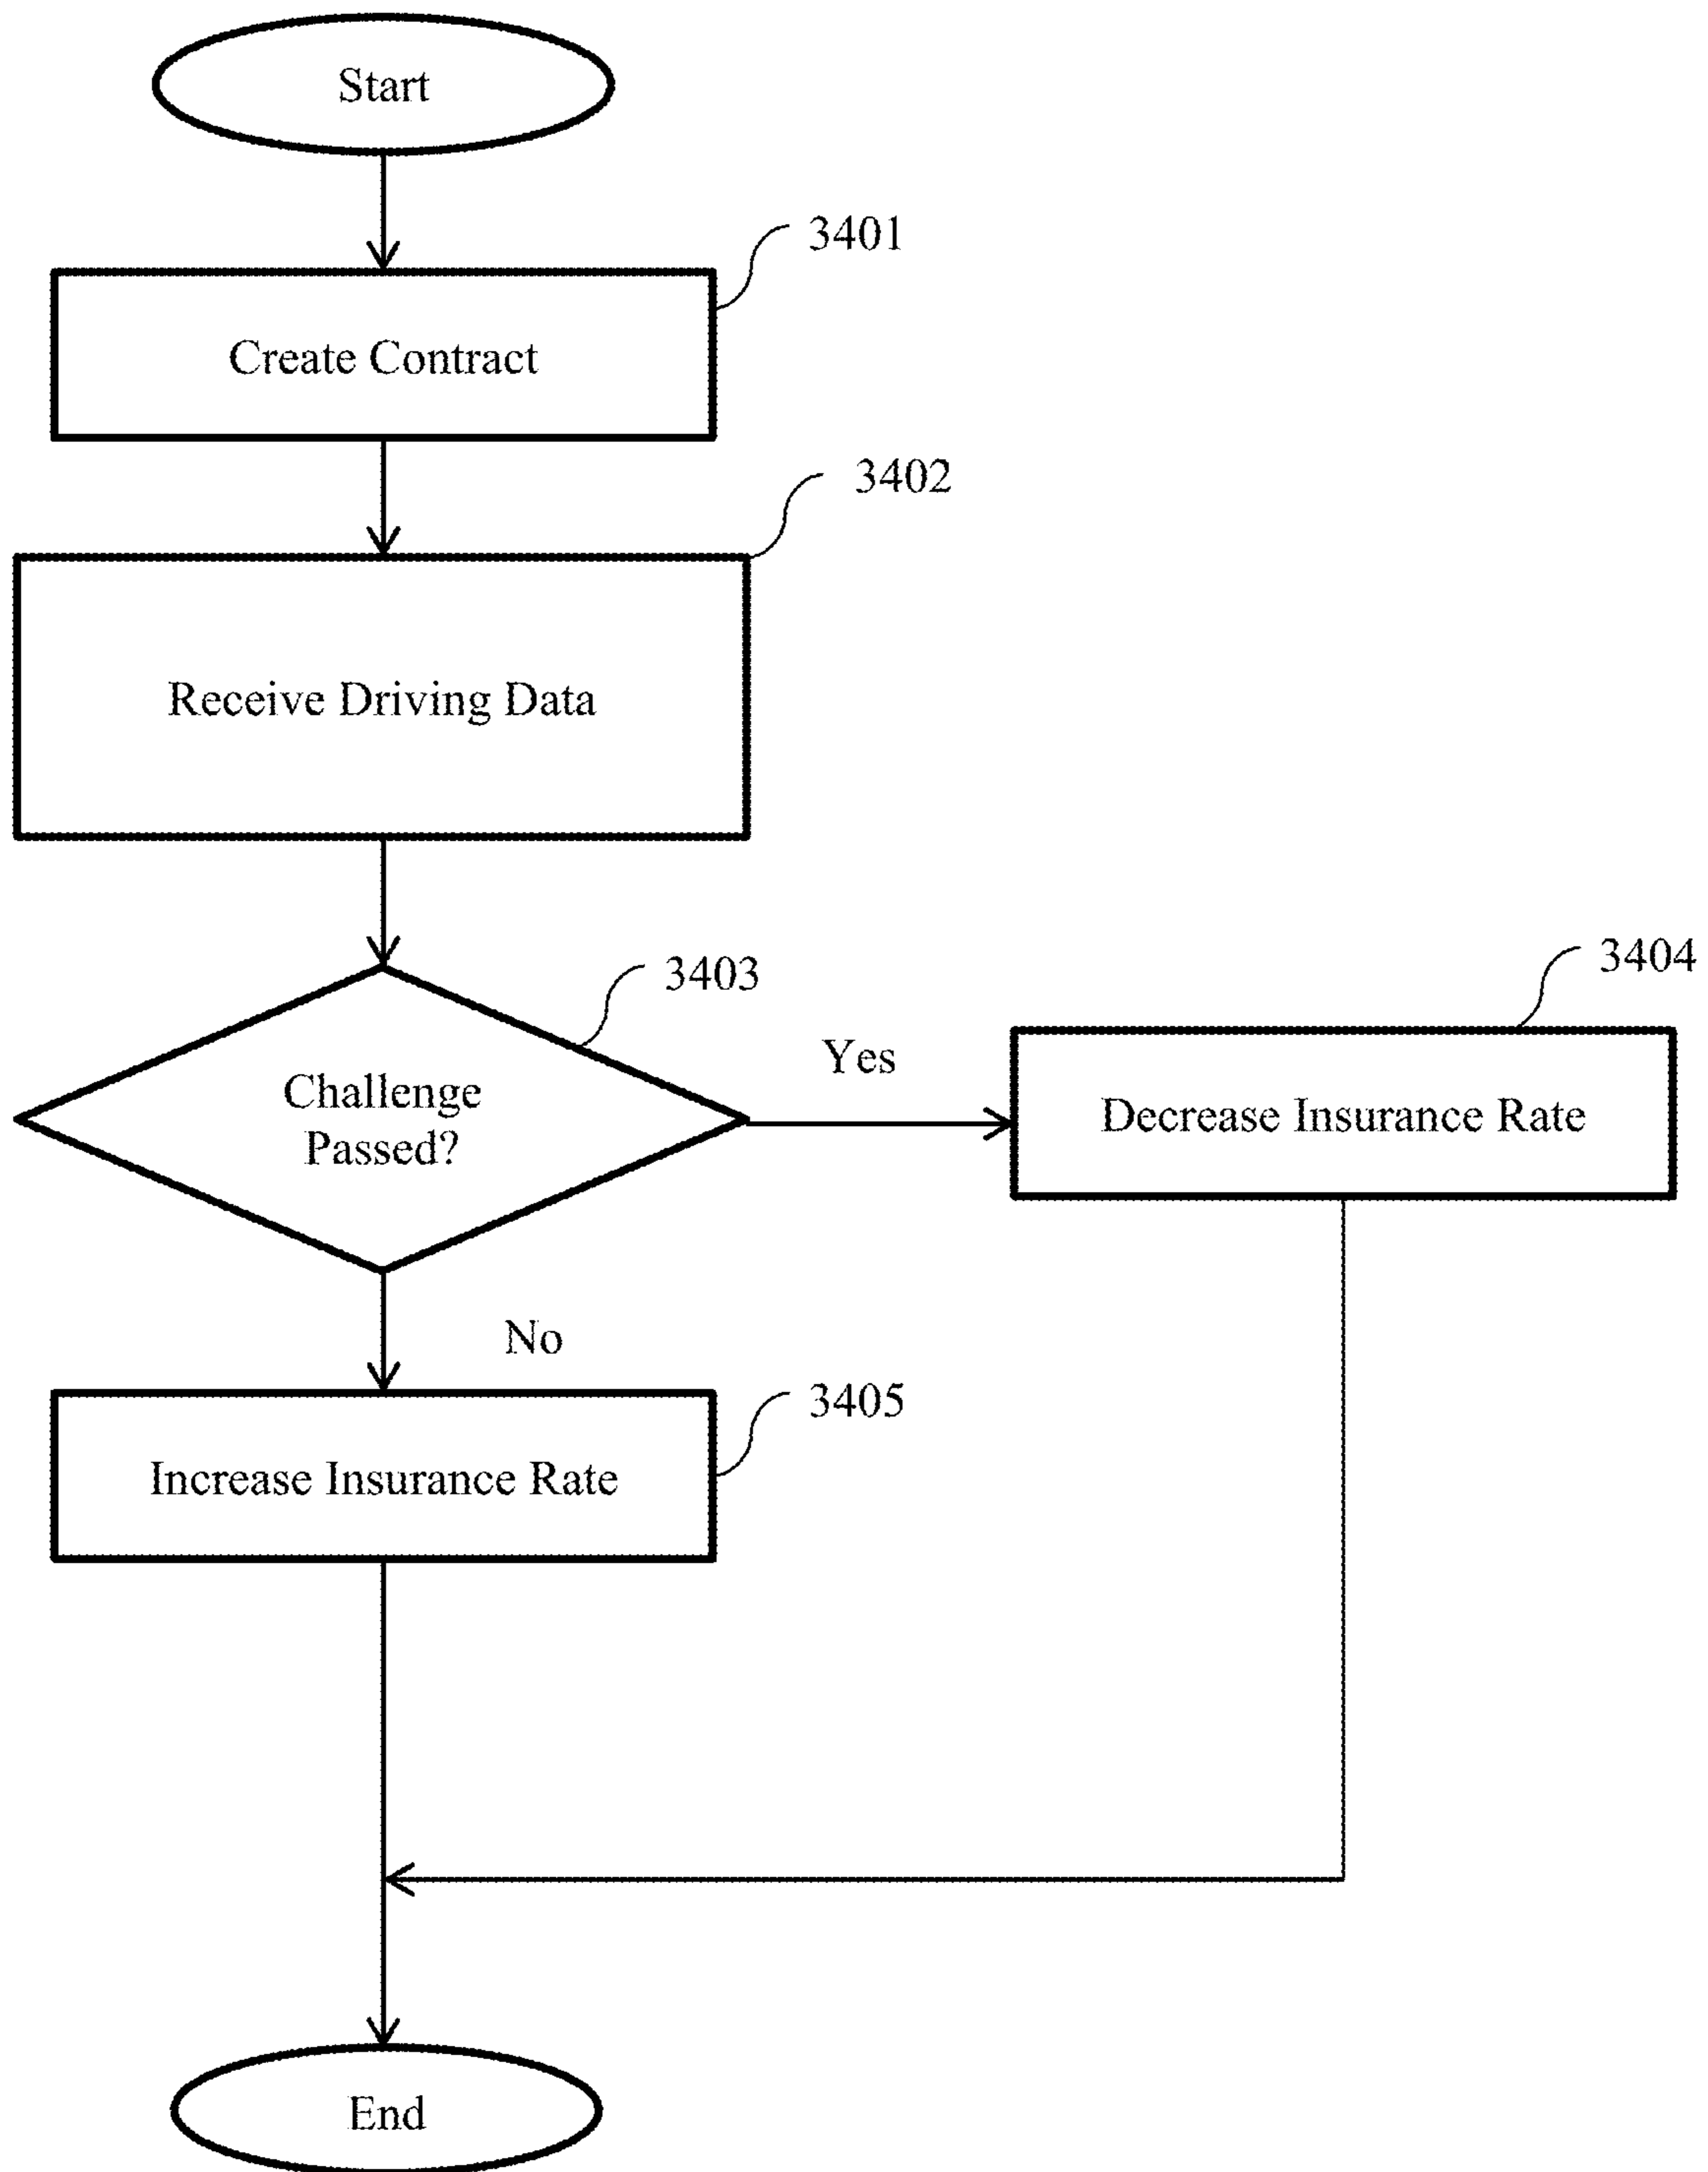 Start
3401
Create Contract
3402
Receive Driving Data
3403
Challenge
Passed?
Yes
3404
Decrease Insurance Rate
No
3405
Increase Insurance Rate
End